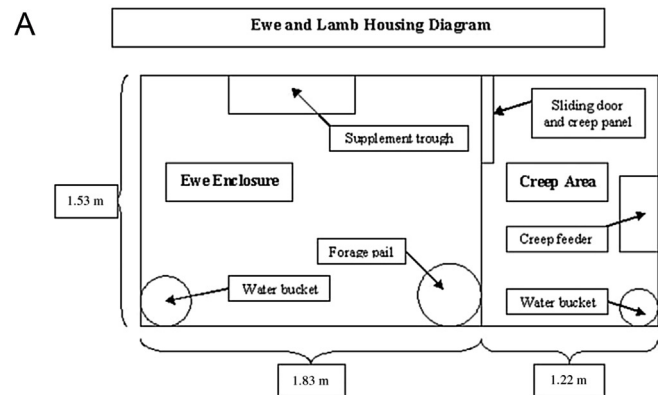 A
Ewe and Lamb Housing Diagram
Sliding door
and creep panel
Supplement trough
Ewe Enclosure
Creep Area
1.53 m
Creep feeder
Forage pail
Water bucket
Water bucket
1.83 m
1.22 m